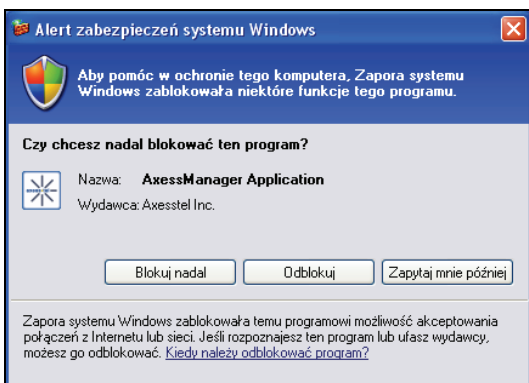 Alert zabezpieczeń systemu Windows
Aby pomóc w ochronie tego komputera, Zapora systemu
Windows zablokowała niektóre funkcje tego programu.
Czy chcesz nadal blokować ten program?
Nazwa: AxessManager Application
Wydawca: Axesstel Inc.
Blokuj nadal Odblokuj Zapytaj mnie później
Zapora systemu Windows zablokowała temu programowi możliwość akceptowania
połączeń z Internetu lub sieci. Jeśli rozpoznajesz ten program lub ufasz wydawcy,
możesz go odblokować. Kiedy należy odblokować program?